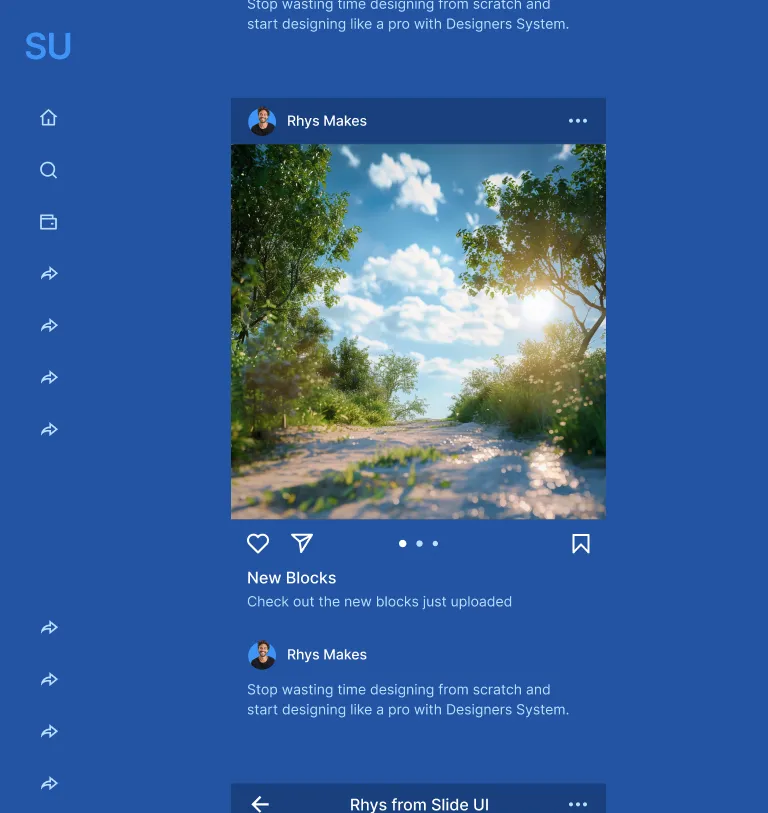 Stop wasting time designing from scratch and
start designing like a pro with Designers System.
SU
Rhys Makes
New Blocks
Check out the new blocks just uploaded
Rhys Makes
Stop wasting time designing from scratch and
start designing like a pro with Designers System.
Rhys from Slide UI